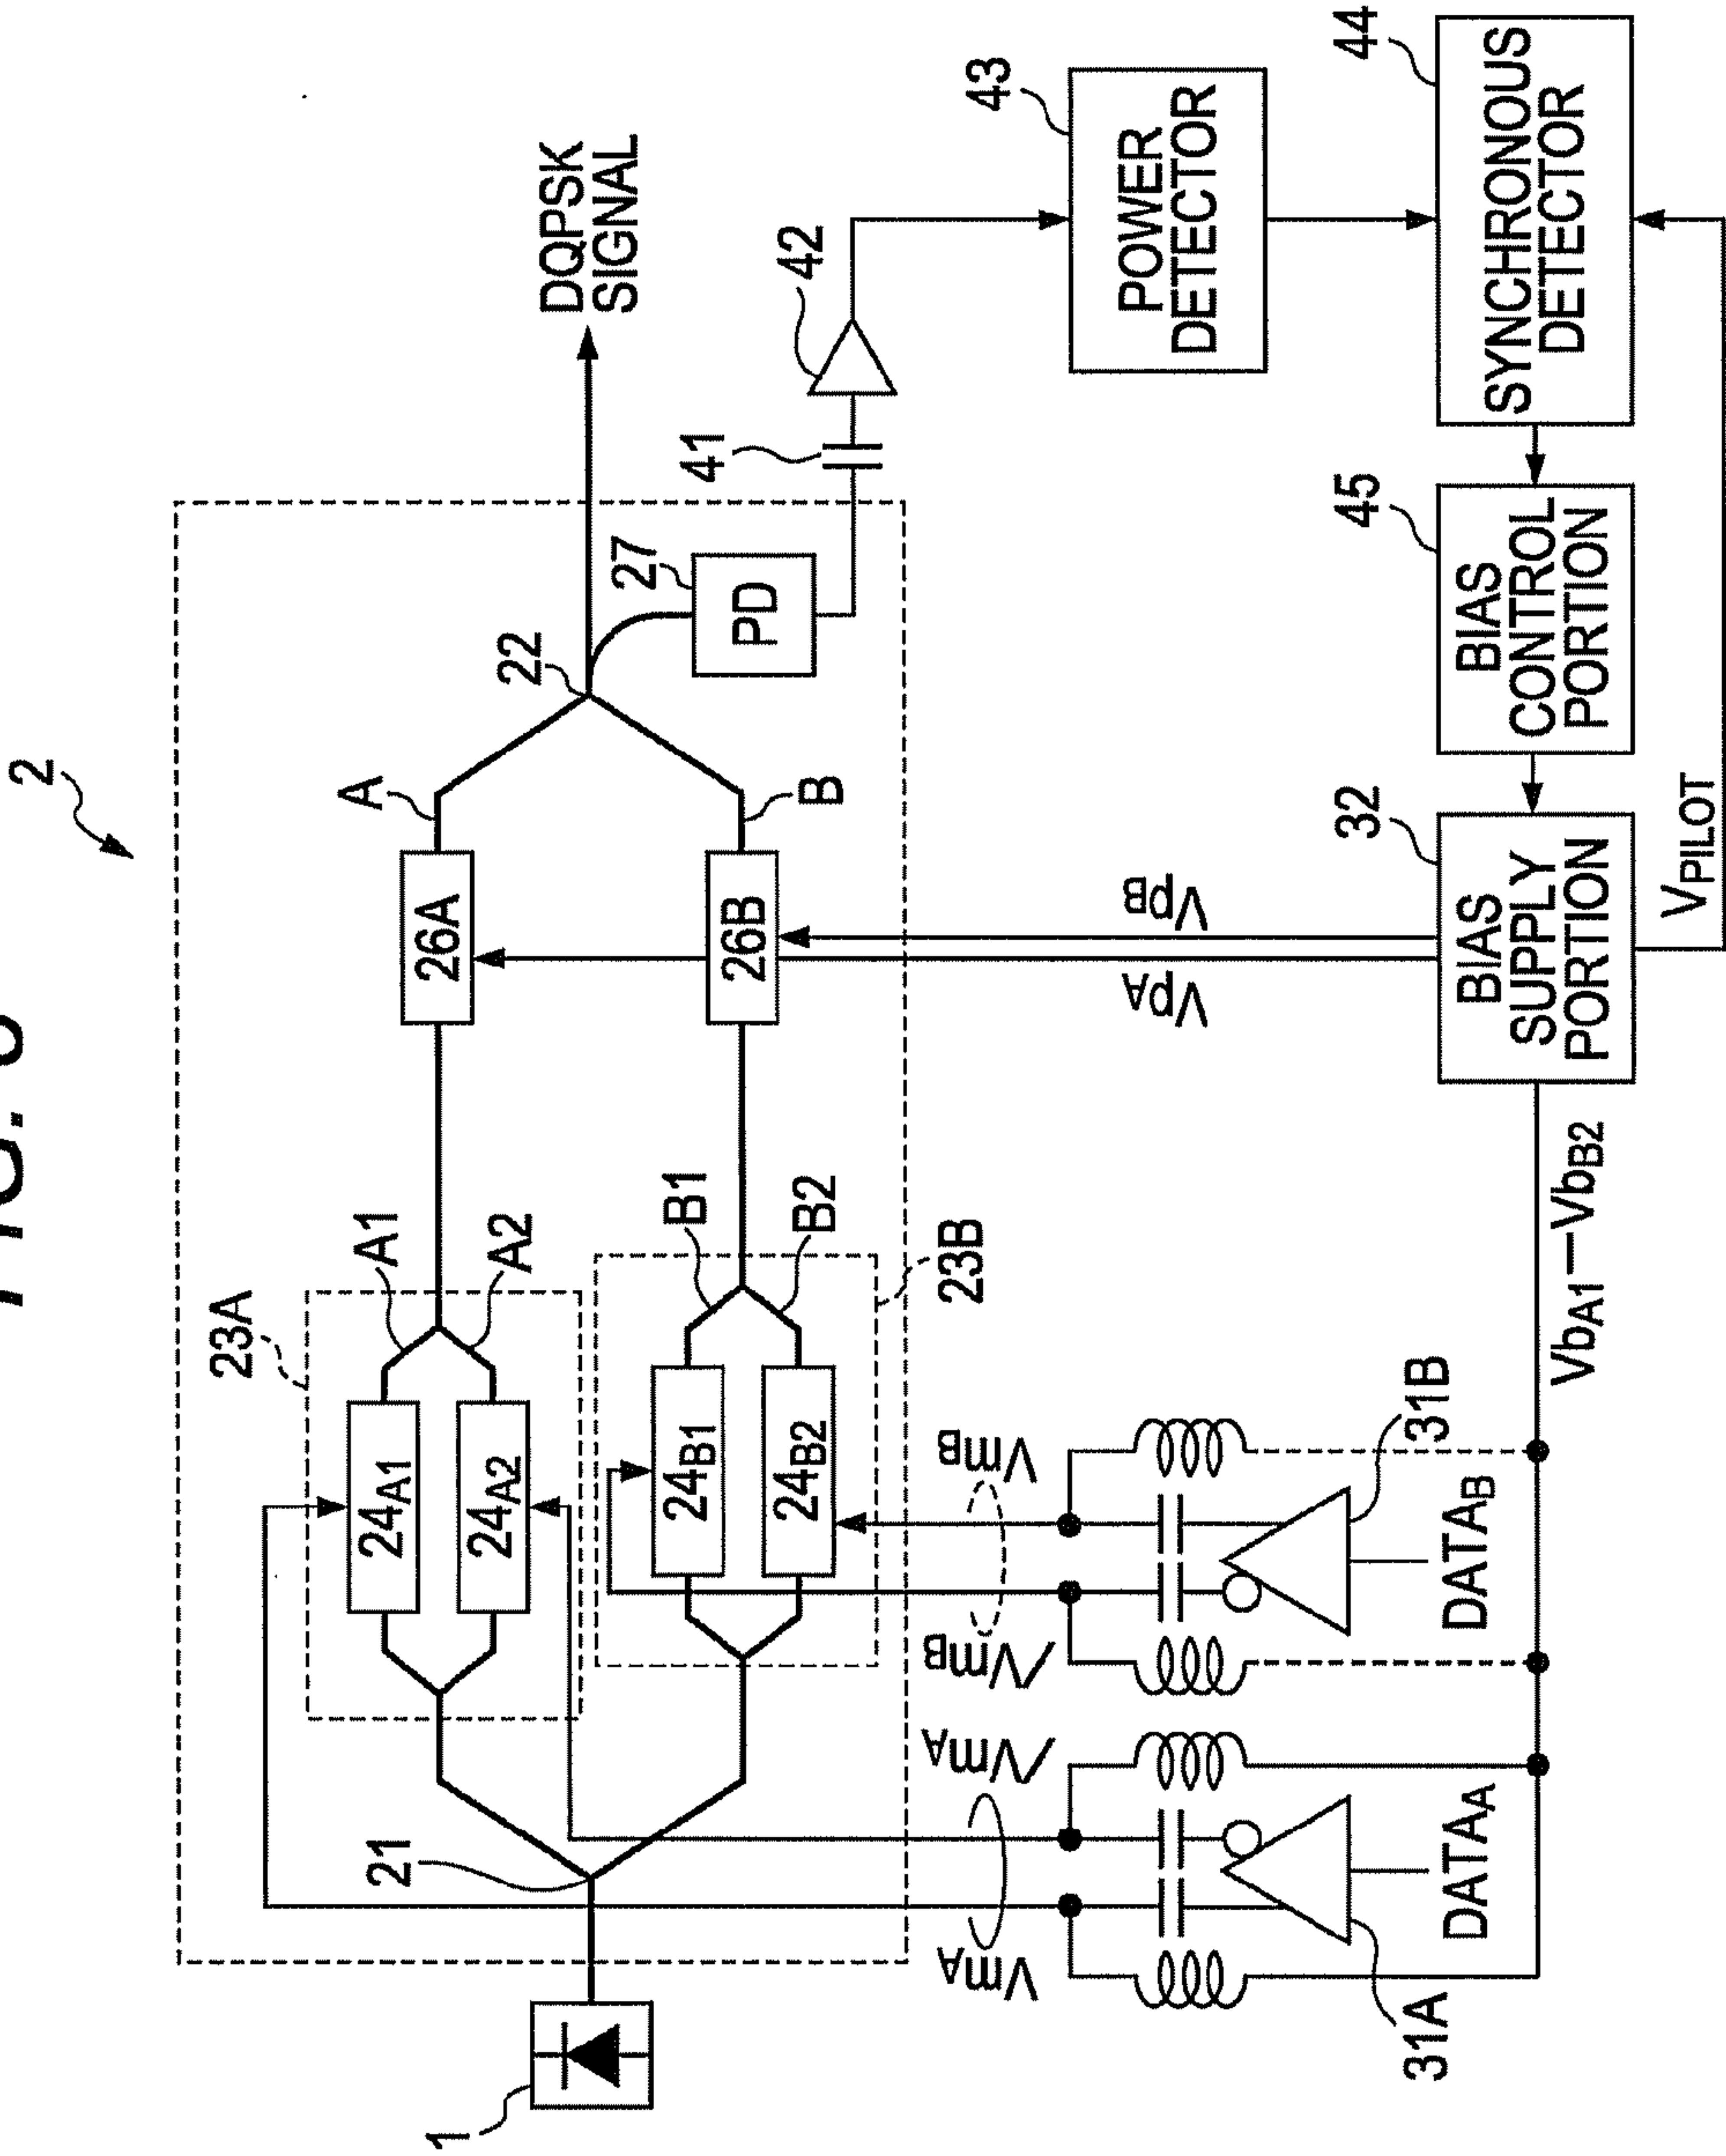 2
DQPSK
SIGNAL
23A
A1
A2
24A1
24A2
26A
A
22
21
1
27
PD
41
42
43
POWER
DETECTOR
B1
B2
24B1
24B2
23B
26B
B
VmA
/VmA
/VmB
VmB
VpA
VpB
31A
DATAA
31B
DATAB
VbA1—VbB2
32
BIAS
SUPPLY
PORTION
45
BIAS
CONTROL
PORTION
44
SYNCHRONOUS
DETECTOR
VPILOT